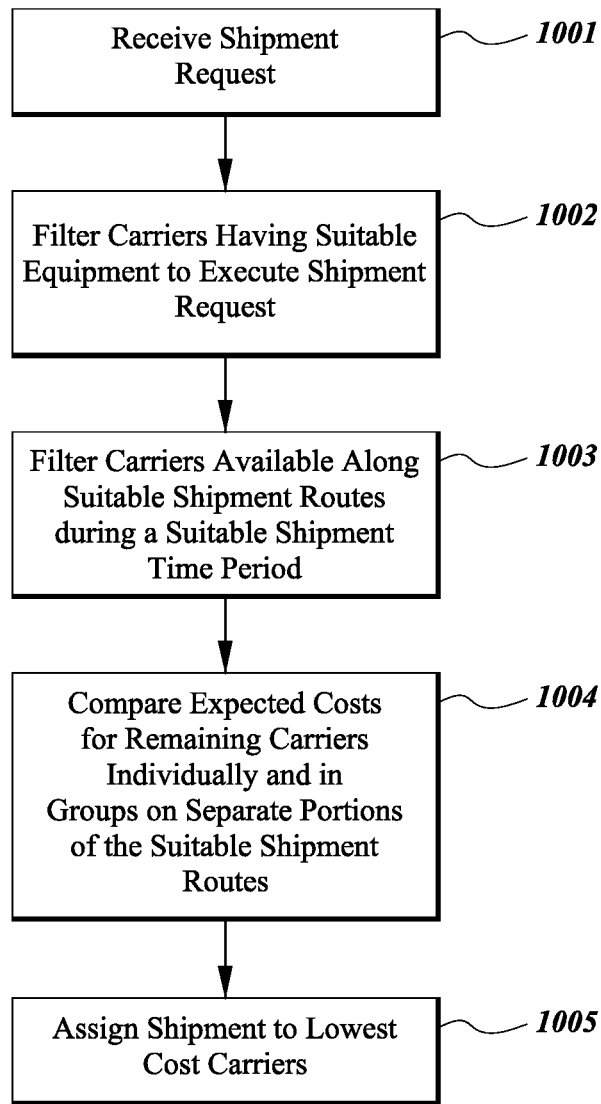 Receive Shipment
Request
1001
Filter Carriers Having Suitable
Equipment to Execute Shipment
Request
1002
Filter Carriers Available Along
Suitable Shipment Routes
during a Suitable Shipment
Time Period
1003
Compare Expected Costs
for Remaining Carriers
Individually and in
Groups on Separate Portions
of the Suitable Shipment
Routes
1004
Assign Shipment to Lowest
Cost Carriers
1005